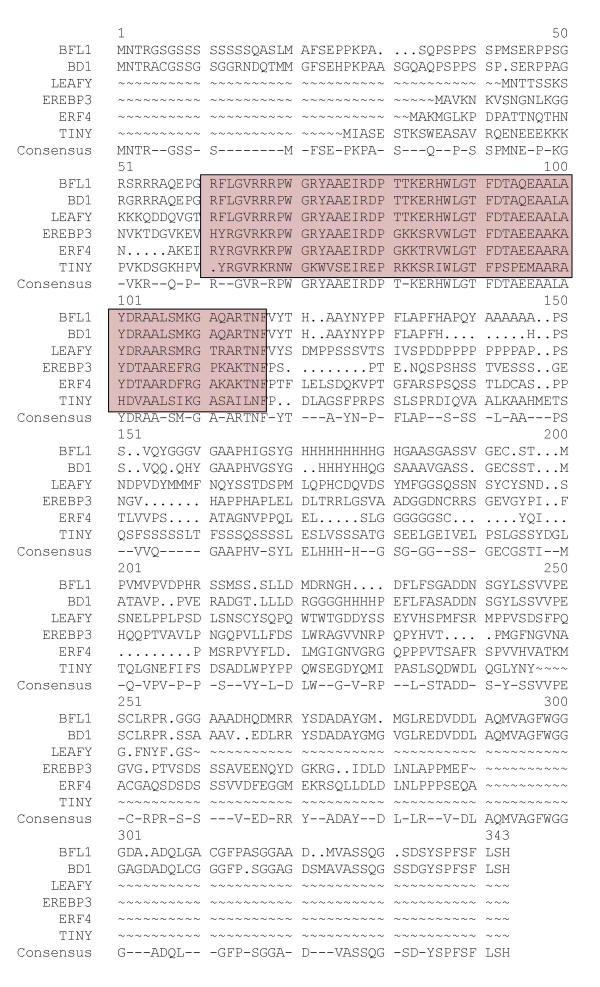 1 50
BFL1 MNTRGSGSSS SSSSSQASLM AFSEPPKPA. ..SQPSPPSS SPMSERPPSG
BD1 MNTRACGSSG SGGRNDQTMM GFSEHPKPAA SGQAQPSPPS SP.SERPPAG
LEAFY ~~~~~~~~~~ ~~~~~~~~~~ ~~~~~~~~~~ ~~~~~~~~~~ ~~MNTTSSKS
EREBP3 ~~~~~~~~~~ ~~~~~~~~~~ ~~~~~~~~~~ ~~~~~MAVKN KVSNGNLKGG
ERF4 ~~~~~~~~~~ ~~~~~~~~~~ ~~~~~~~~~~ ~~MAKMGLKP DPATTNQTHN
TINY ~~~~~~~~~~ ~~~~~~~~~~ ~~~~~MIASE STKSWEASAV RQENEEEKKK
Consensus MNTR--GSS- S--------M -FSE-PKPA- S---Q--P-S SPMNE-P-KG
51 100
BFL1 RSRRRAQEPG RFLGVRRRPW GRYAAEIRDP TTKERHWLGT FDTAQEAALA
BD1 RGRRRAQEPG RFLGVRRRPW GRYAAEIRDP TTKERHWLGT FDTAQEAALA
LEAFY KKKQDDQVGT RFLGVRRRPW GRYAAEIRDP TTKERHWLGT FDTAEEAALA
EREBP3 NVKTDGVKEV HYRGVRKRPW GRYAAEIRDP GKKSRVWLGT FDTAEEAAKA
ERF4 N.....AKEI RYRGVRKRPW GRYAAEIRDP GKKTRVWLGT FDTAEEAARA
TINY PVKDSGKHPV .YRGVRKRNW GKWVSEIREP RKKSRIWLGT FPSPEMAARA
Consensus -VKR--Q-P- R--GVR-RPW GRYAAEIRDP T-KERHWLGT FDTAEEAALA
101 150
BFL1 YDRAALSMKG AQARTNFVYT H..AAYNYPP FLAPFHAPQY AAAAAA..PS
BD1 YDRAALSMKG AQARTNFVYT H..AAYNYPP FLAPFH.... ..H..PS
LEAFY YDRAARSMRG TRARTNFVYS DMPPSSSVTS IVSPDDPPPP PPPPAP..PS
EREBP3 YDTAAREFRG PKAKTNFPS. ........PT E.NQSPSHSS TVESSS..GE
ERF4 YDTAARDFRG AKAKTNFPTF LELSDQKVPT GFARSPSQSS TLDCAS..PP
TINY HDVAALSIKG ASAILNFP.. DLAGSFPRPS SLSPRDIQVA ALKAAHMETS
Consensus YDRAA-SM-G A-ARTNF-YT ---A-YN-P- FLAP--S-SS L-AA---PS
151 200
BFL1 S..VQYGGGV GAAPHIGSYG HHHHHHHHHG HGAASGASSV GEC.ST...M
BD1 S..VQQ.QHY GAAPHVGSYG ..HHHYHHQG SAAAVGASS. GECSST...M
LEAFY NDPVDYMMMF NQYSSTDSPM LQPHCDQVDS YMFGGSQSSN SYCYSND..S
EREBP3 NGV....... HAPPHAPLEL DLTRRLGSVA ADGGDNCRRS GEVGYPI..F
ERF4 TLVVPS.... ATAGNVPPQL EL....SLG GGGGGSC... ....YQI...
TINY QSFSSSSSLT FSSSQSSSSL ESLVSSSATG SEELGEIVEL PSLGSSYDGL
Consensus --VVQ----- GAAPHV-SYL ELHHH-H--G SG-GG--SS- GECGSTI--M
201 250
BFL1 PVMVPVDPHR SSMSS.SLLD MDRNGH.... DFLFSGADDN SGYLSSVVPE
BD1 ATAVP..PVE RADGT.LLLD RGGGGHHHHP EFLFASADDN SGYLSSVVPE
LEAFY SNELPPLPSD LSNSCYSQPQ WTWTGDDYSS EYVHSPMFSR MPPVSDSFPQ
EREBP3 HQQPTVAVLP NGQPVLLFDS LWRAGVVNRP QPYHVT.... PMGFNGVNA
ERF4 .........P MSRPVYFLD. LMGIGNVGRG QPPPVTSAFR SPVVHVATKM
TINY TQLGNEFIFS DSADLWPYPP QWSEGDYQMI PASLSQDWDL QGLYNY~~~~
Consensus -Q-VPV-P-P S--VY-L-D LW--G-V-RP --L-STADD- S-Y-SSVVPE
251 300
BFL1 SCLRPR.GGG AAADHQDMRR YSDADAYGM. MGLREDVDDL AQMVAGFWGG
BD1 SCLRPR.SSA AAV..EDLRR YSDADAYGMG VGLREDVDDL AQMVAGFWGG
LEAFY G.FNYF.GS~ ~~~~~~~~~~ ~~~~~~~~~~ ~~~~~~~~~~ ~~~~~~~~~~
EREBP3 GVG.PTVSDS SSAVEENQYD GKRG..IDLD LNLAPPMEF~ ~~~~~~~~~~
ERF4 ACGAQSDSDS SSVVDFEGGM EKRSQLLDLD LNLPPPSEQA ~~~~~~~~~~
TINY ~~~~~~~~~~ ~~~~~~~~~~ ~~~~~~~~~~ ~~~~~~~~~~ ~~~~~~~~~~
Consensus -C-RPR-S-S ---V-ED-RR Y--ADAY--D L-LR--V-DL AQMVAGFWGG
301 343
BFL1 GDA.ADQLGA CGFPASGGAA D..MVASSQG .SDSYSPFSF LSH
BD1 GAGDADQLCG GGFP.SGGAG DSMAVASSQG SSDGYSPFSF LSH
LEAFY ~~~~~~~~~~ ~~~~~~~~~~ ~~~~~~~~~~ ~~~~~~~~~~ ~~~
EREBP3 ~~~~~~~~~~ ~~~~~~~~~~ ~~~~~~~~~~ ~~~~~~~~~~ ~~~
ERF4 ~~~~~~~~~~ ~~~~~~~~~~ ~~~~~~~~~~ ~~~~~~~~~~ ~~~
TINY ~~~~~~~~~~ ~~~~~~~~~~ ~~~~~~~~~~ ~~~~~~~~~~ ~~~
Consensus G---ADQL-- -GFP-SGGA- D--VASSQG -SD-YSPFSF LSH